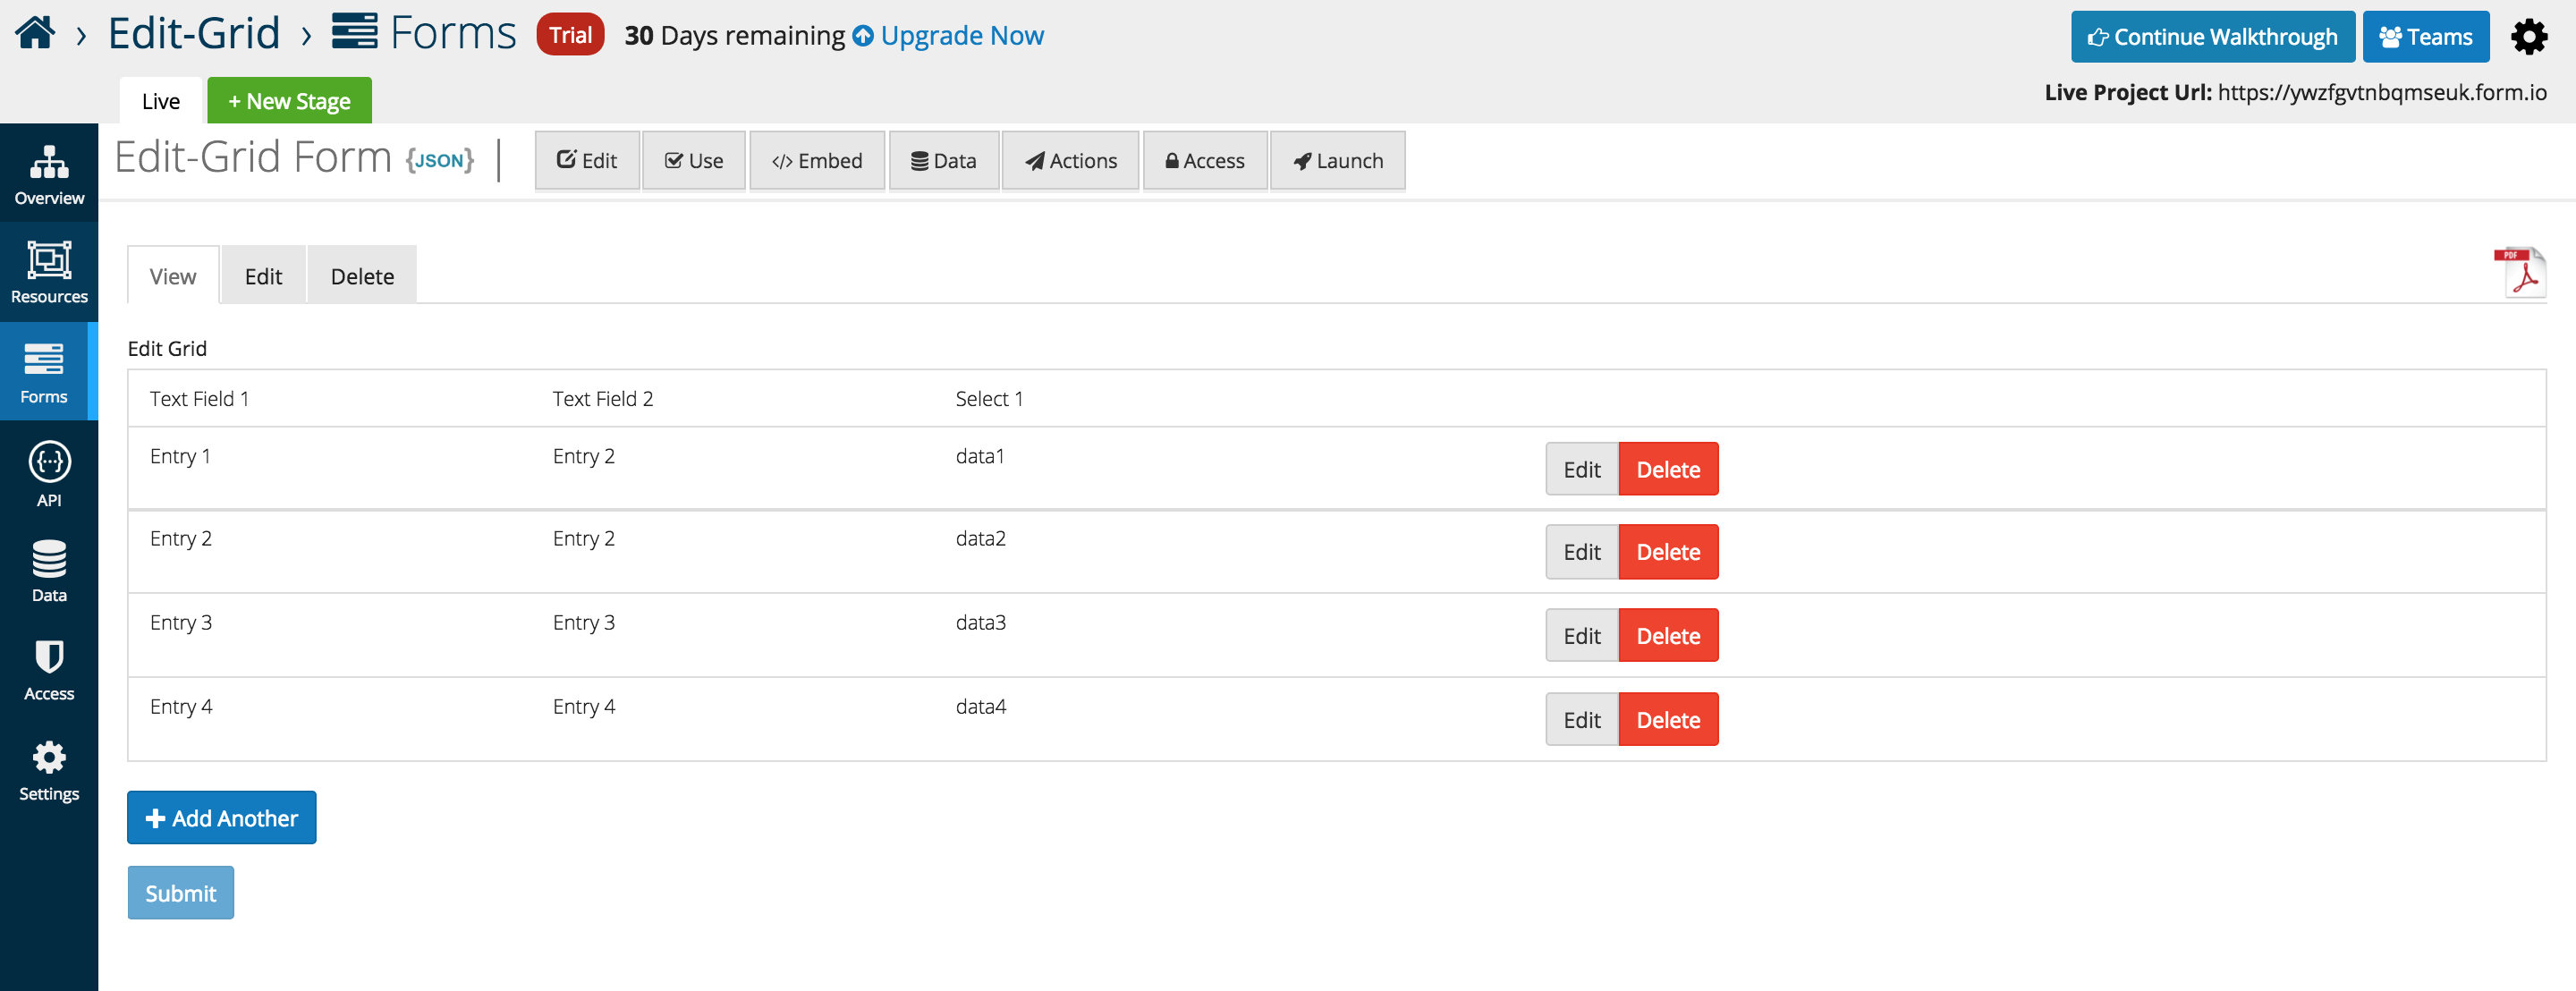 › Edit-Grid › Forms Trial 30 Days remaining Upgrade Now
Continue Walkthrough Teams
Live + New Stage
Live Project Url: https://ywzfgvtnbqmseuk.form.io
Overview
Resources
Forms
API
Data
Access
Settings
Edit-Grid Form {JSON} Edit Use </> Embed Data Actions Access Launch
View Edit Delete
PDF
Edit Grid
Text Field 1 Text Field 2 Select 1
Entry 1 Entry 2 data1 Edit Delete
Entry 2 Entry 2 data2 Edit Delete
Entry 3 Entry 3 data3 Edit Delete
Entry 4 Entry 4 data4 Edit Delete
+ Add Another
Submit